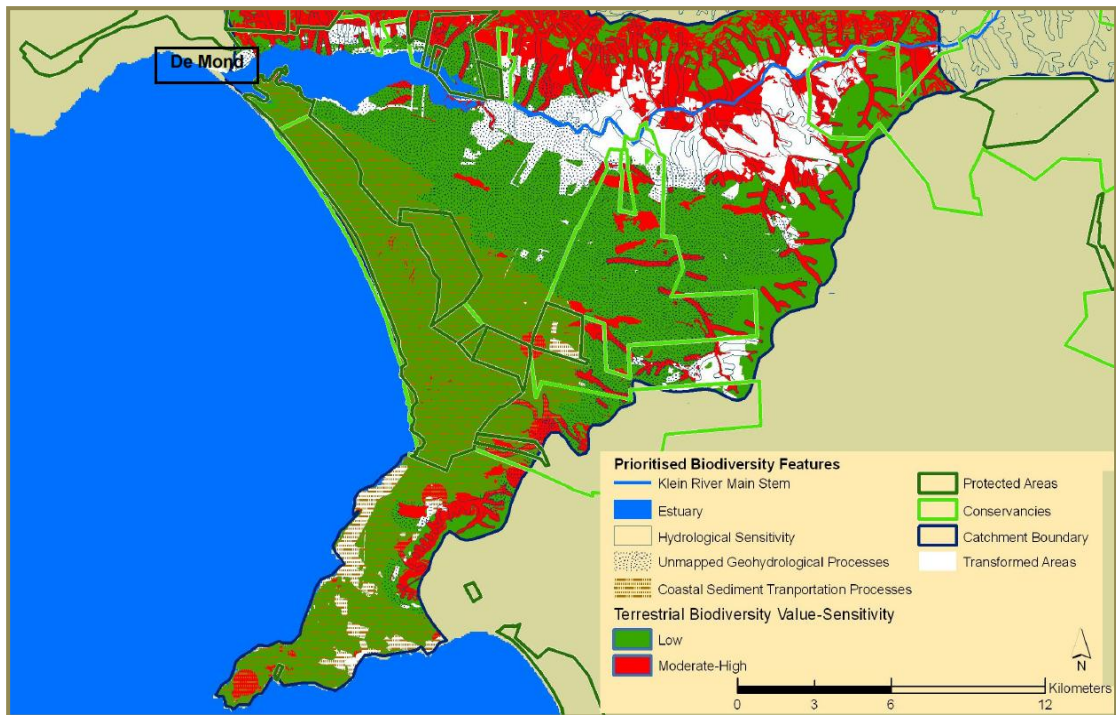 De Mond
Prioritised Biodiversity Features
Klein River Main Stem
Estuary
Hydrological Sensitivity
Unmapped Geohydrological Processes
Coastal Sediment Tranportation Processes
Protected Areas
Conservancies
Catchment Boundary
Transformed Areas
Terrestrial Biodiversity Value-Sensitivity
Low
Moderate-High
N
Kilometers
0 3 6 12